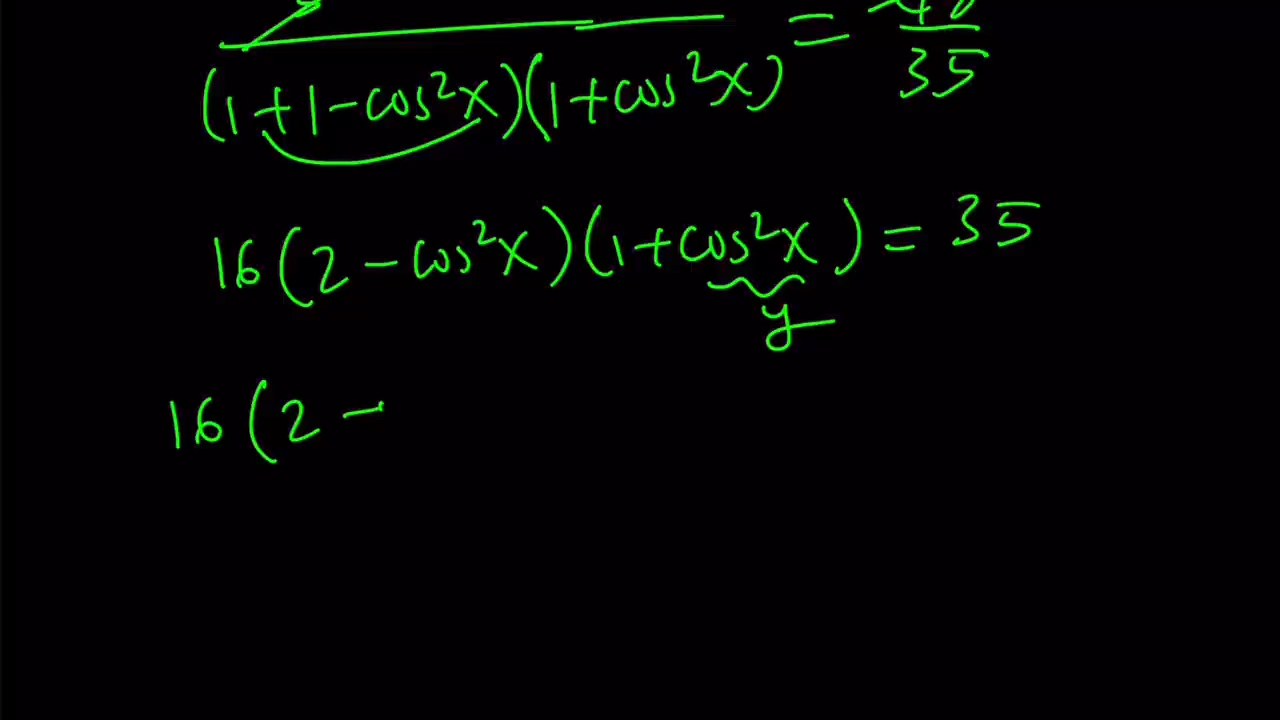 (1+1-cos²x)(1+cos²x) = 35
16(2-cos²x)(1+cos²x) = 35
y
16(2-